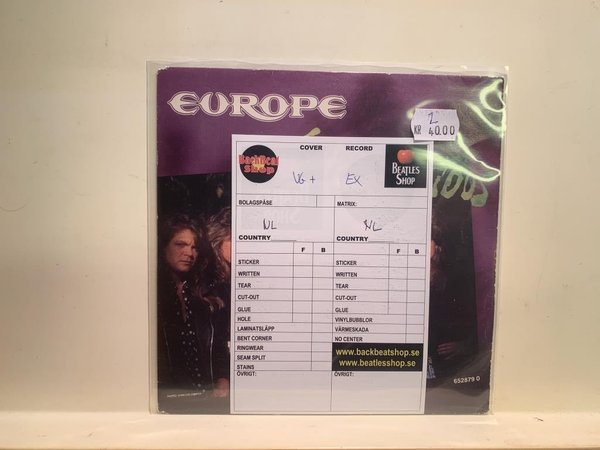 EUROPE
2
KR 40.00
COVER
RECORD
BackBeat Shop
VG +
EX
BEATLES SHOP
BOLAGSPÅSE
MATRIX:
NL
NL
COUNTRY
COUNTRY
F B F B
STICKER STICKER
WRITTEN WRITTEN
TEAR TEAR
CUT-OUT CUT-OUT
GLUE GLUE
HOLE VINYLBUBBLOR
LAMINATSLÄPP VÄRMESKADA
BENT CORNER NO CENTER
RINGWEAR
SEAM SPLIT
STAINS
www.backbeatshop.se
www.beatlesshop.se
ÖVRIGT: ÖVRIGT:
652879 0